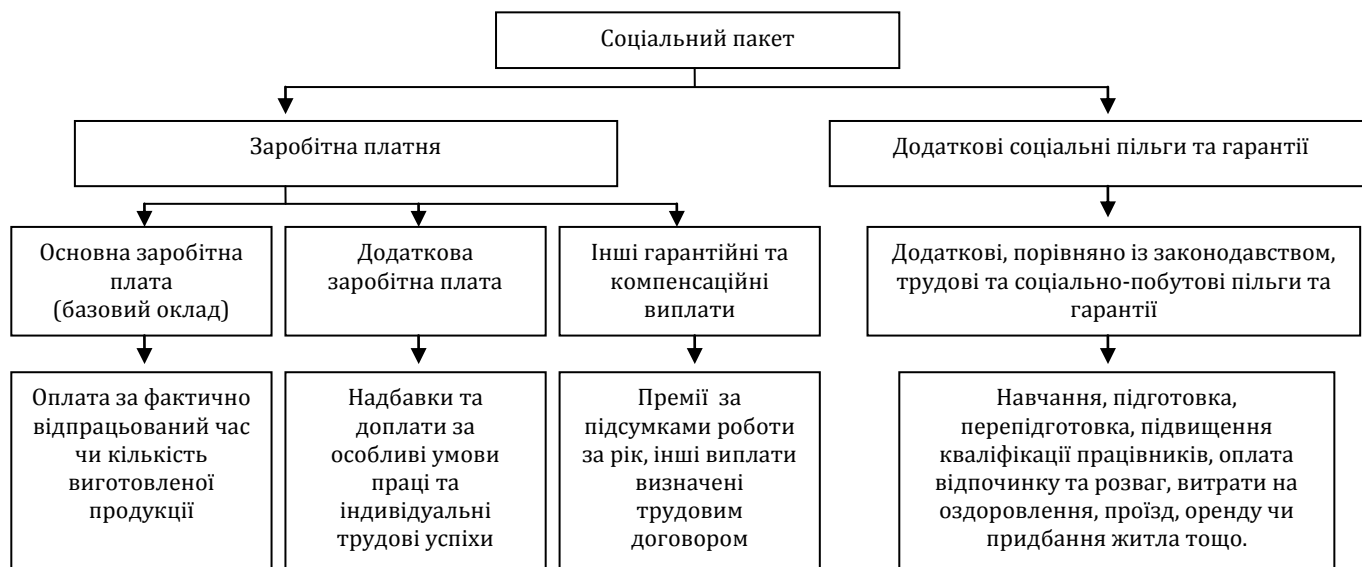 Соціальний пакет
Заробітна платня
Додаткові соціальні пільги та гарантії
Основна заробітна
плата
(базовий оклад)
Додаткова
заробітна плата
Інші гарантійні та
компенсаційні
виплати
Додаткові, порівняно із законодавством,
трудові та соціально-побутові пільги та
гарантії
Оплата за фактично
відпрацьований час
чи кількість
виготовленої
продукції
Надбавки та
доплати за
особливі умови
праці та
індивідуальні
трудові успіхи
Премії за
підсумками роботи
за рік, інші виплати
визначені
трудовим
договором
Навчання, підготовка,
перепідготовка, підвищення
кваліфікації працівників, оплата
відпочинку та розваг, витрати на
оздоровлення, проїзд, оренду чи
придбання житла тощо.